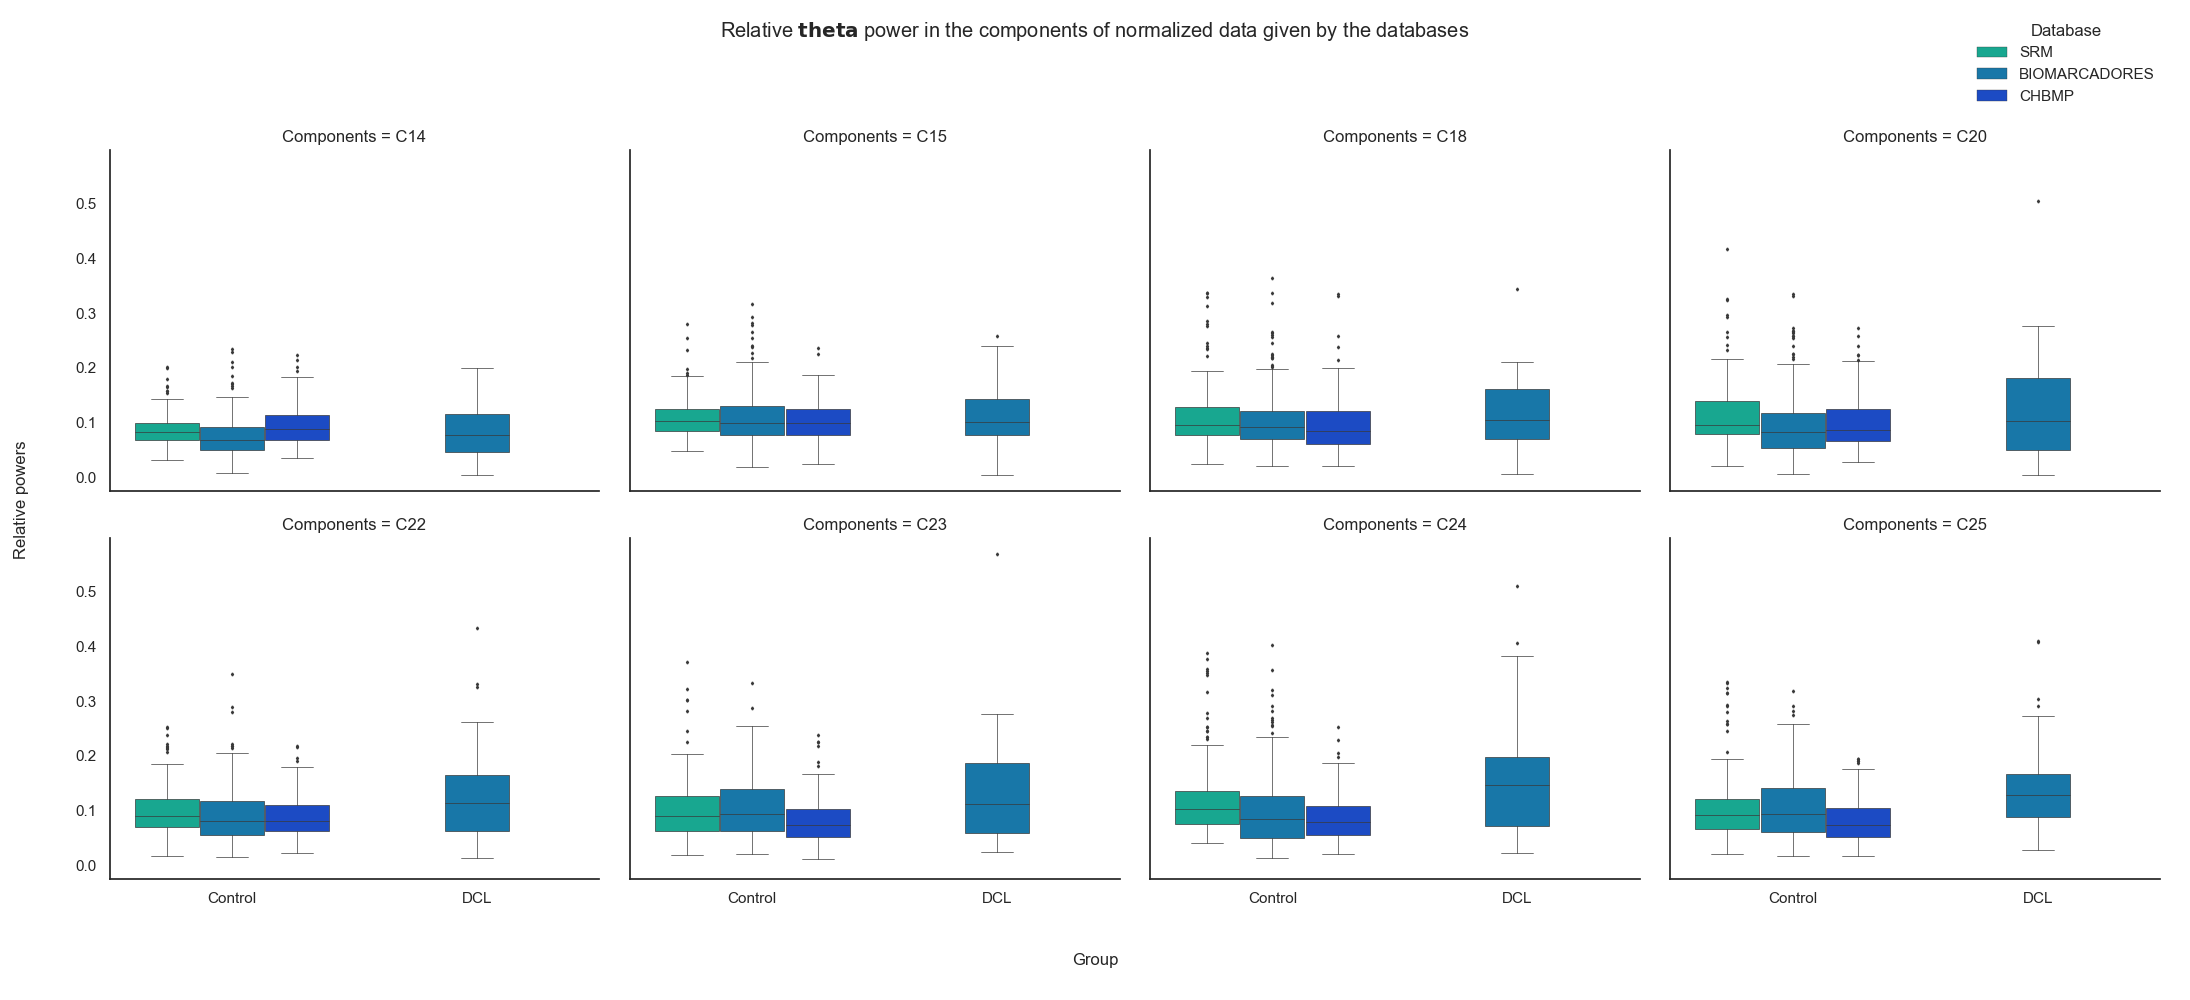 Relative theta power in the components of normalized data given by the databases
Database
SRM
BIOMARCADORES
CHBMP
Components = C14
Components = C15
Components = C18
Components = C20
0.5
0.4
0.3
0.2
0.1
0.0
Relative powers
Components = C22
Components = C23
Components = C24
Components = C25
0.5
0.4
0.3
0.2
0.1
0.0
Control DCL
Control DCL
Control DCL
Control DCL
Group